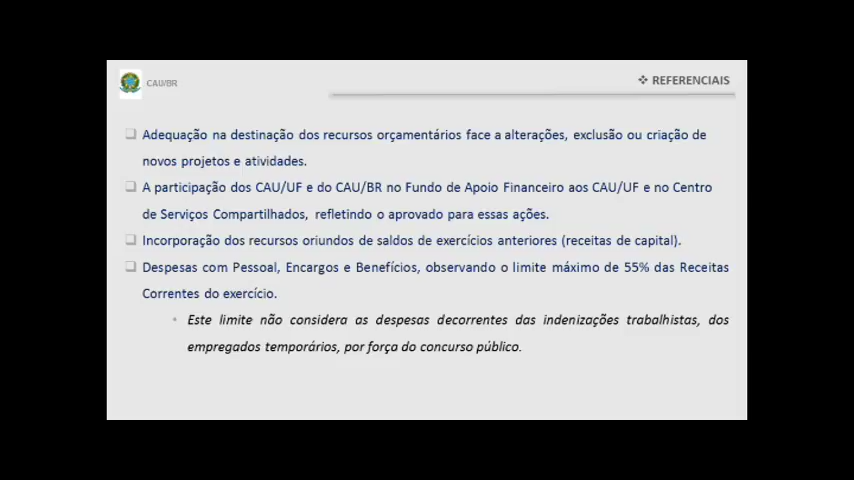 CAU/BR
❖ REFERENCIAIS
❑ Adequação na destinação dos recursos orçamentários face a alterações, exclusão ou criação de
novos projetos e atividades.
❑ A participação dos CAU/UF e do CAU/BR no Fundo de Apoio Financeiro aos CAU/UF e no Centro
de Serviços Compartilhados, refletindo o aprovado para essas ações.
❑ Incorporação dos recursos oriundos de saldos de exercícios anteriores (receitas de capital).
❑ Despesas com Pessoal, Encargos e Benefícios, observando o limite máximo de 55% das Receitas
Correntes do exercício.
• Este limite não considera as despesas decorrentes das indenizações trabalhistas, dos
empregados temporários, por força do concurso público.